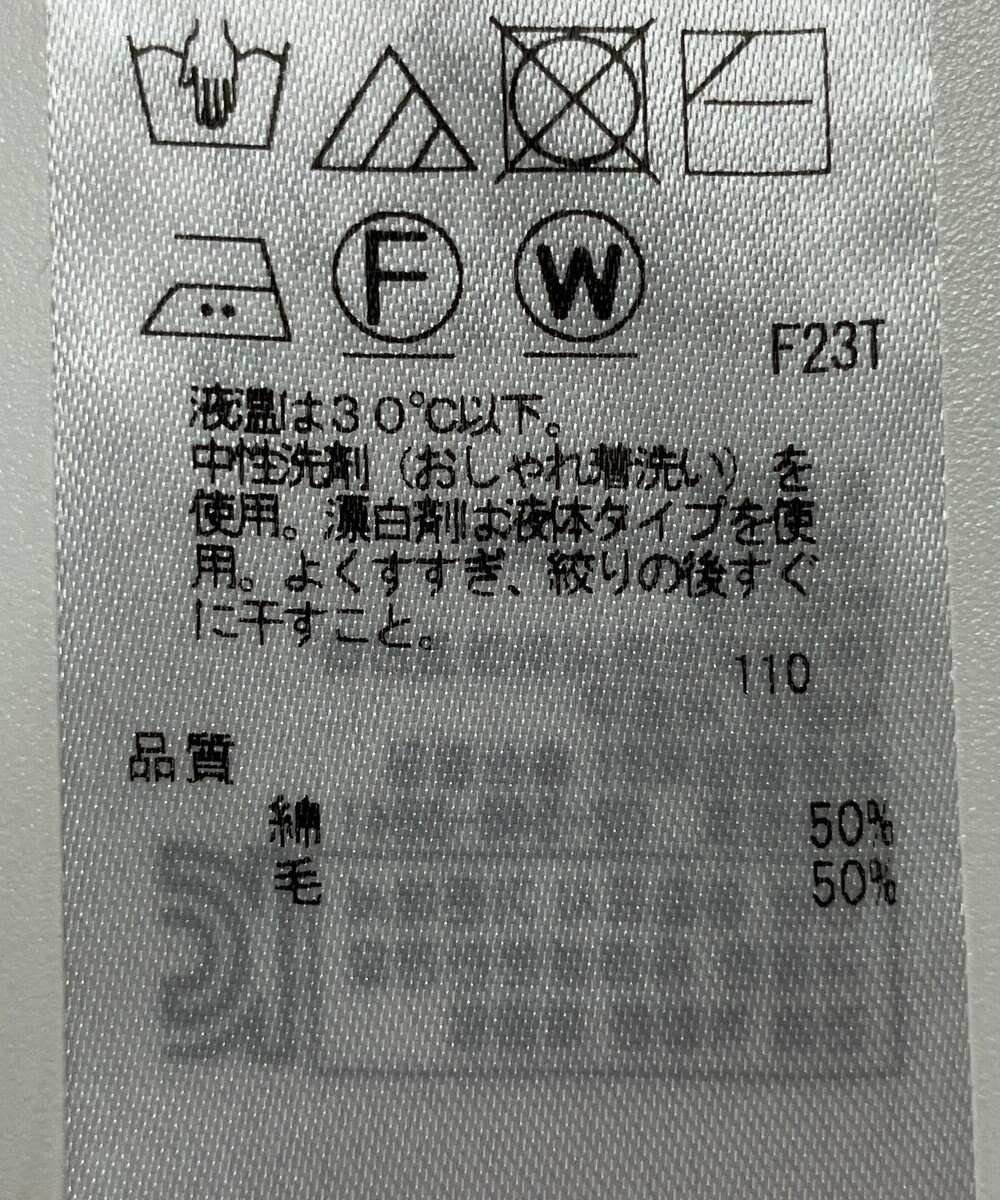 F
W
F23T
液温は30℃以下。
中性洗剤（おしゃれ着洗い）を
使用。漂白剤は液体タイプを使
用。よくすすぎ、絞りの後すぐ
に干すこと。
110
品質
綿 50%
毛 50%